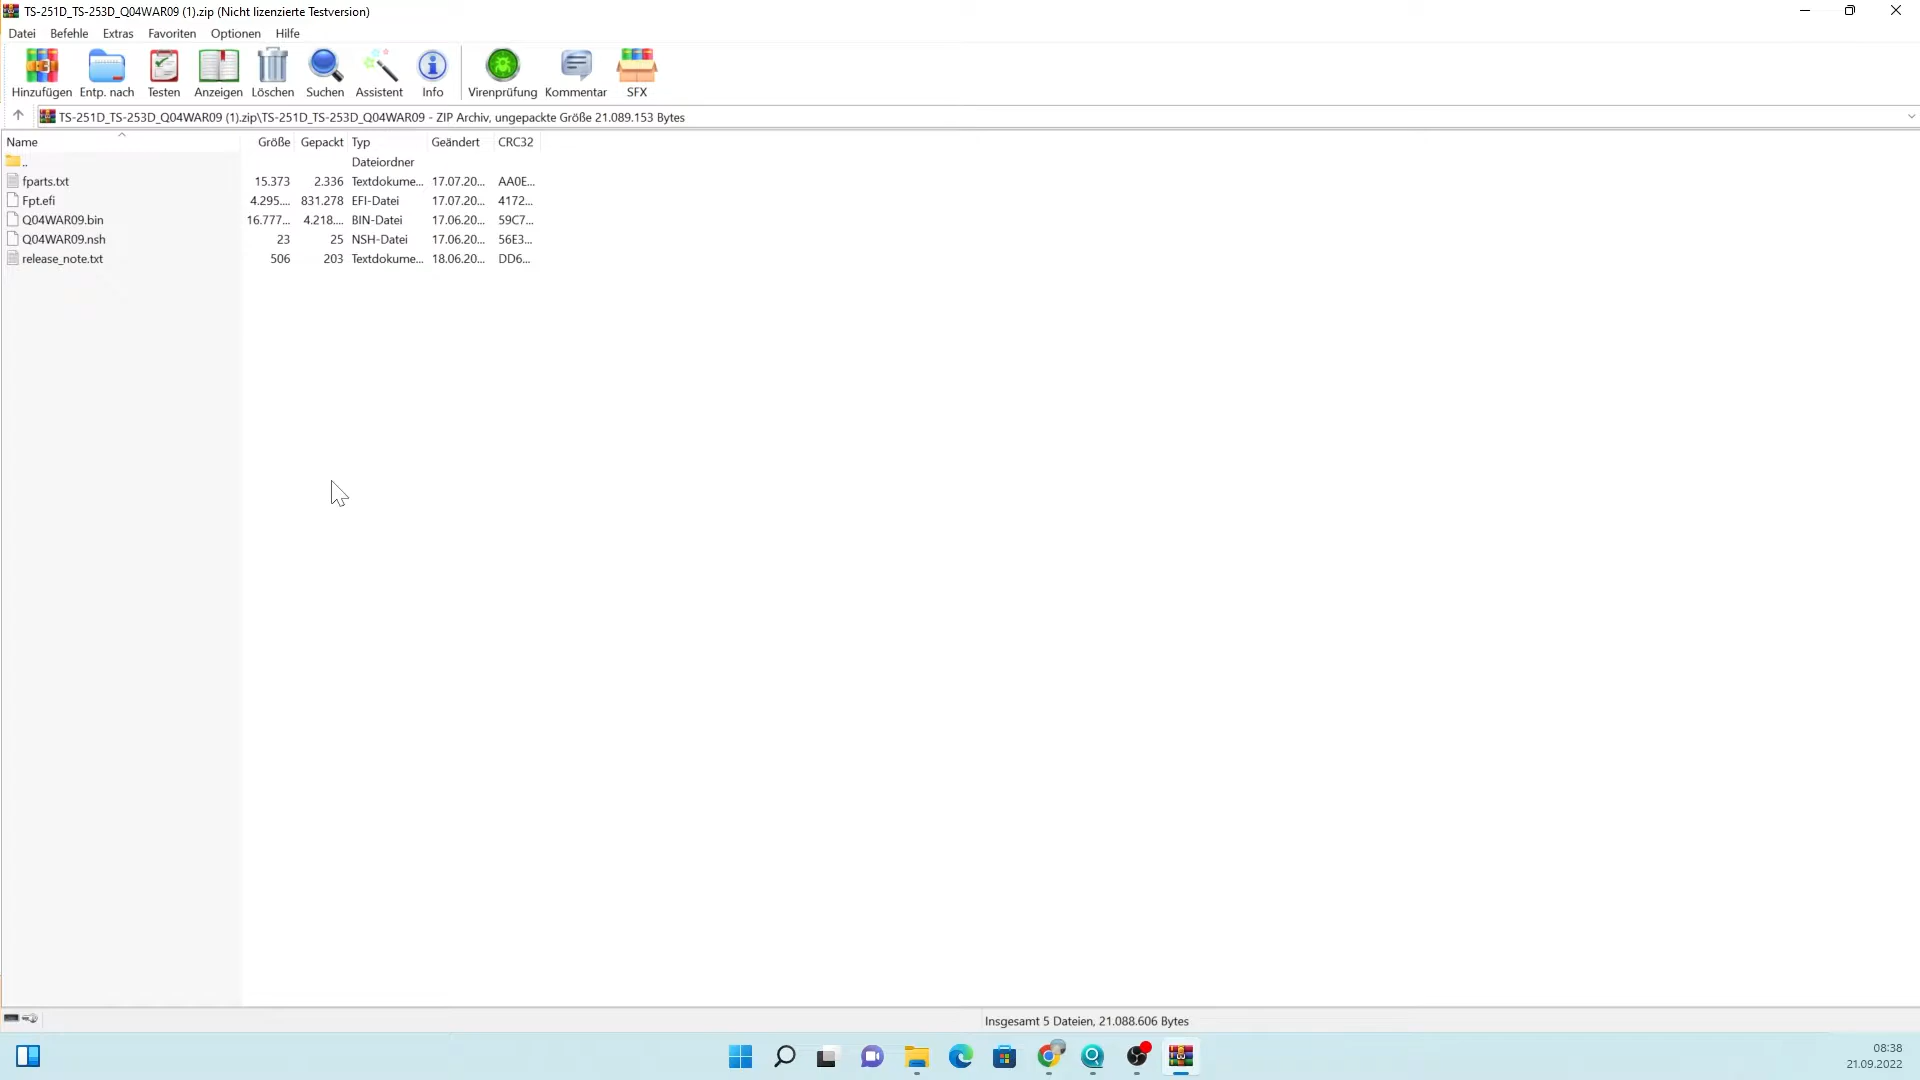 TS-251D_TS-253D_Q04WAR09 (1).zip (Nicht lizenzierte Testversion)
Datei Befehle Extras Favoriten Optionen Hilfe
Hinzufügen Entp. nach Testen Anzeigen Löschen Suchen Assistent Info Virenprüfung Kommentar SFX
TS-251D_TS-253D_Q04WAR09 (1).zip\TS-251D_TS-253D_Q04WAR09 - ZIP Archiv, ungepackte Größe 21.089.153 Bytes
Name Größe Gepackt Typ Geändert CRC32
.. Dateiordner
fparts.txt 15.373 2.336 Textdokume... 17.07.20... AA0E...
Fpt.efi 4.295.... 831.278 EFI-Datei 17.07.20... 4172...
Q04WAR09.bin 16.777... 4.218.... BIN-Datei 17.06.20... 59C7...
Q04WAR09.nsh 23 25 NSH-Datei 17.06.20... 56E3...
release_note.txt 506 203 Textdokume... 18.06.20... DD6...
Insgesamt 5 Dateien, 21.088.606 Bytes
08:38
21.09.2022